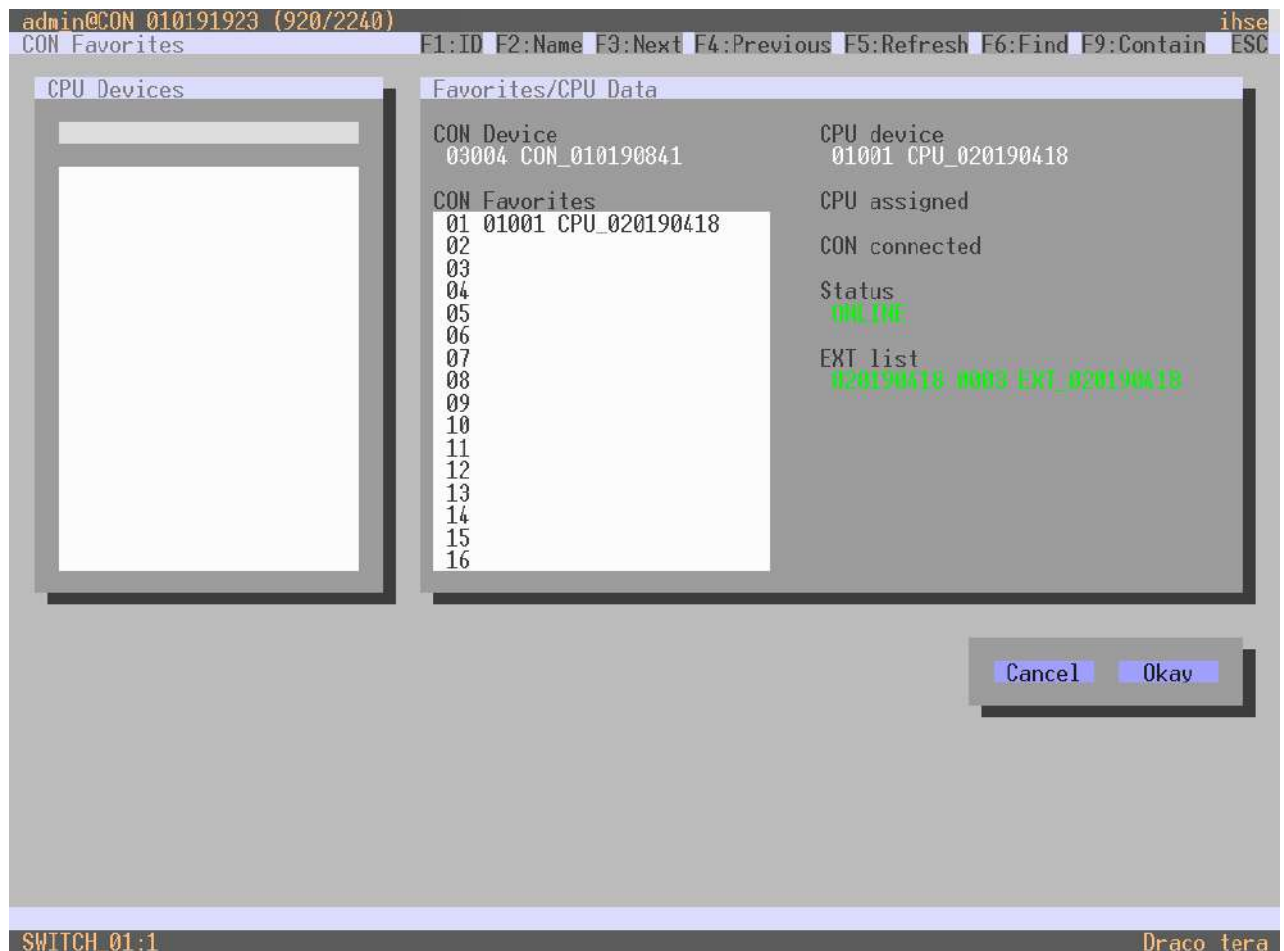 admin@CON 010191923 (920/2240) ihse
CON Favorites F1:ID F2:Name F3:Next F4:Previous F5:Refresh F6:Find F9:Contain ESC
CPU Devices
Favorites/CPU Data
CON Device
03004 CON_010190841
CON Favorites
01 01001 CPU_020190418
02
03
04
05
06
07
08
09
10
11
12
13
14
15
16
CPU device
01001 CPU_020190418
CPU assigned
CON connected
Status
ONLINE
EXT list
020190418 0003 EXT_020190418
Cancel Okay
SWITCH_01:1 Draco tera